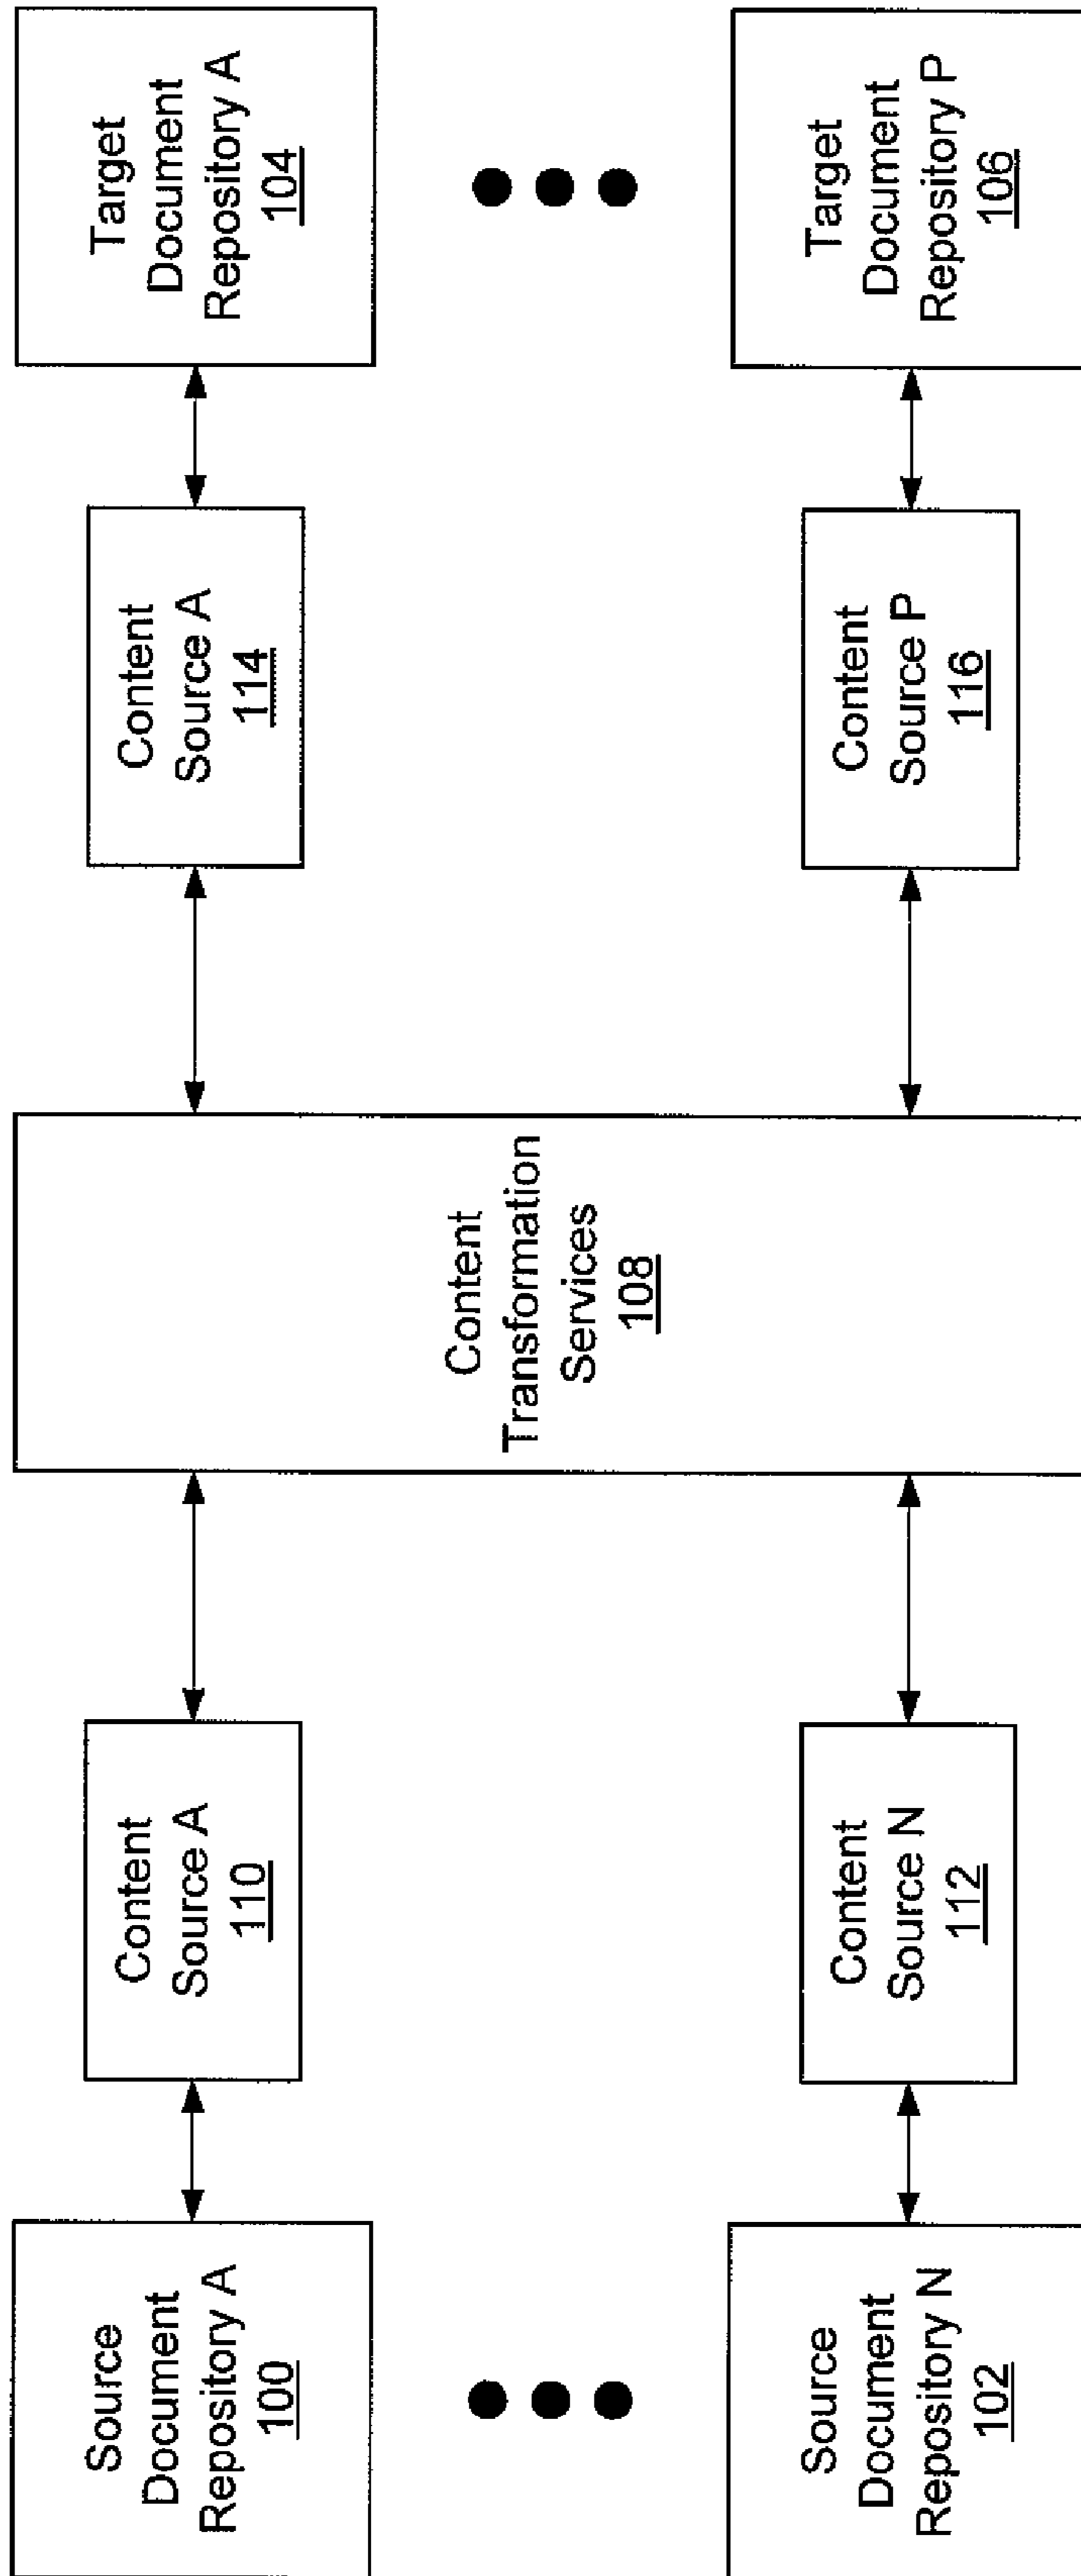 Source
Document
Repository A
100
Content
Source A
110
Content
Transformation
Services
108
Content
Source A
114
Target
Document
Repository A
104
Source
Document
Repository N
102
Content
Source N
112
Content
Source P
116
Target
Document
Repository P
106